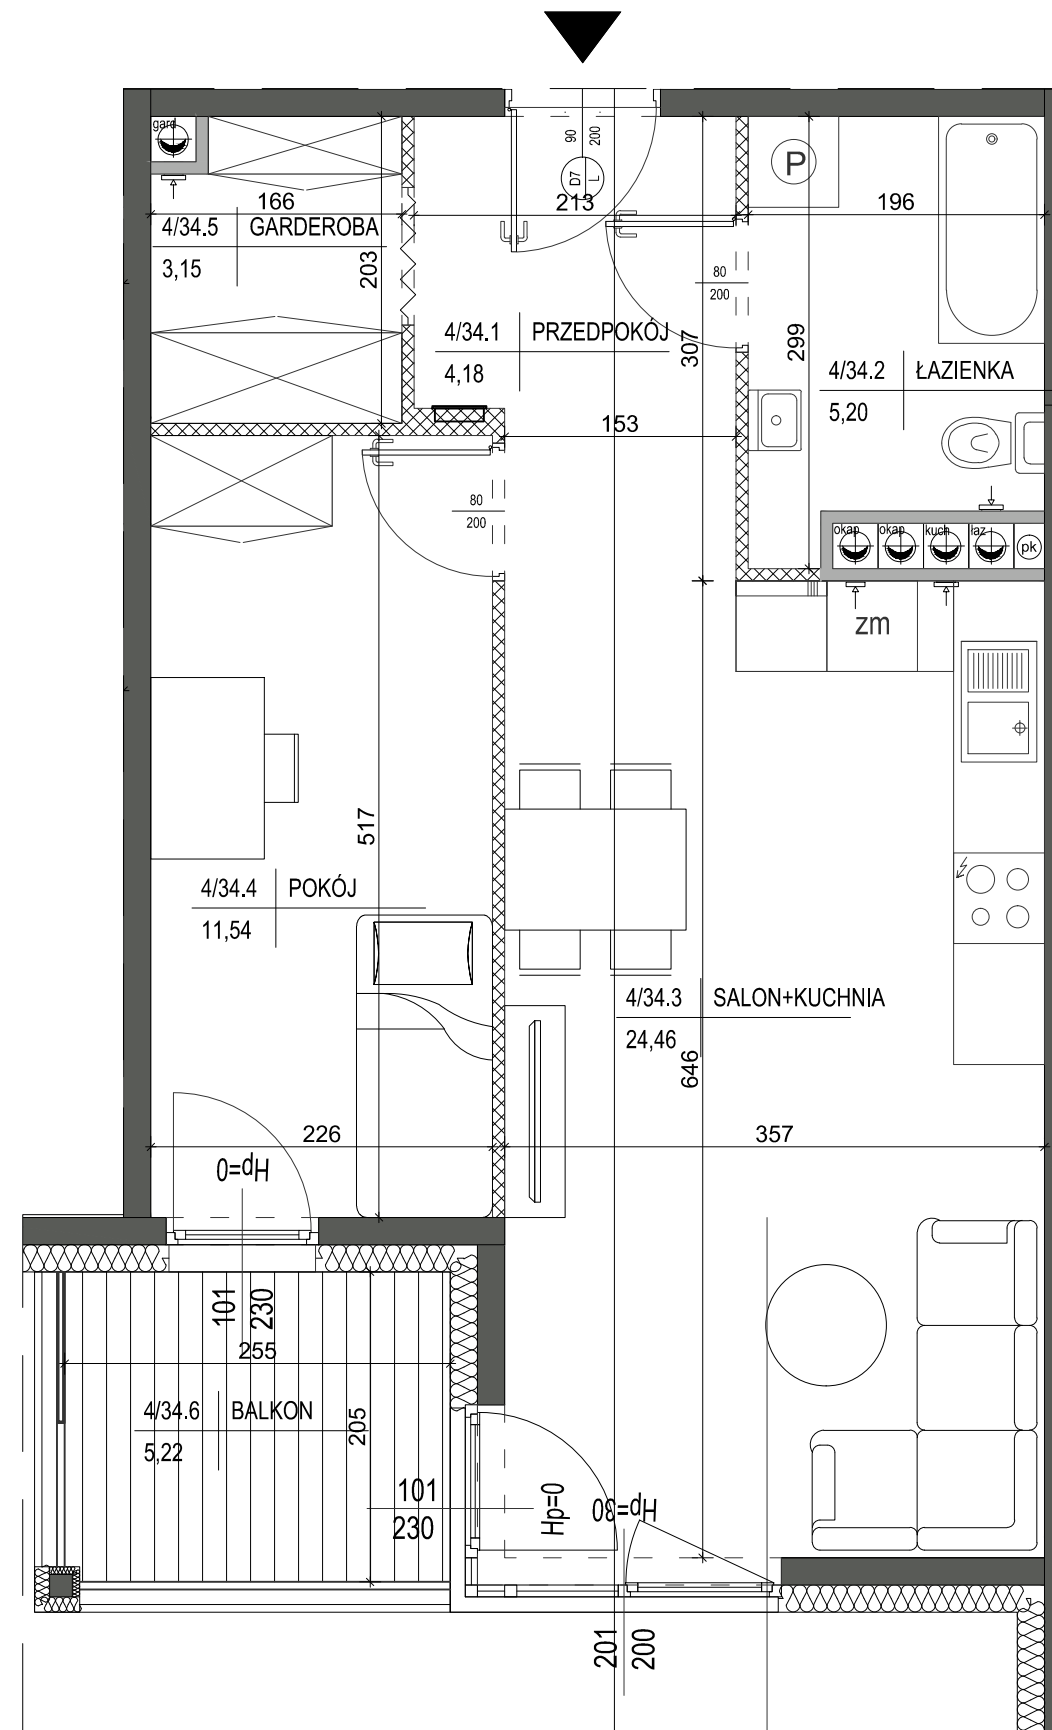 gard
90
200
D7
L
P
166
213
196
4/34.5 GARDEROBA
3,15
203
80
200
4/34.1 PRZEDPOKÓJ
4,18
307
299
4/34.2 ŁAZIENKA
5,20
153
80
200
okap okap kuch łaz pk
zm
517
4/34.4 POKÓJ
11,54
4/34.3 SALON+KUCHNIA
24,46
646
226
357
Hp=0
101
230
255
4/34.6 BALKON
5,22
205
101
230
Hp=0
Hp=30
201
200